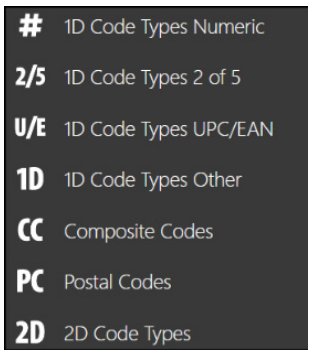 # 1D Code Types Numeric
2/5 1D Code Types 2 of 5
U/E 1D Code Types UPC/EAN
1D 1D Code Types Other
CC Composite Codes
PC Postal Codes
2D 2D Code Types